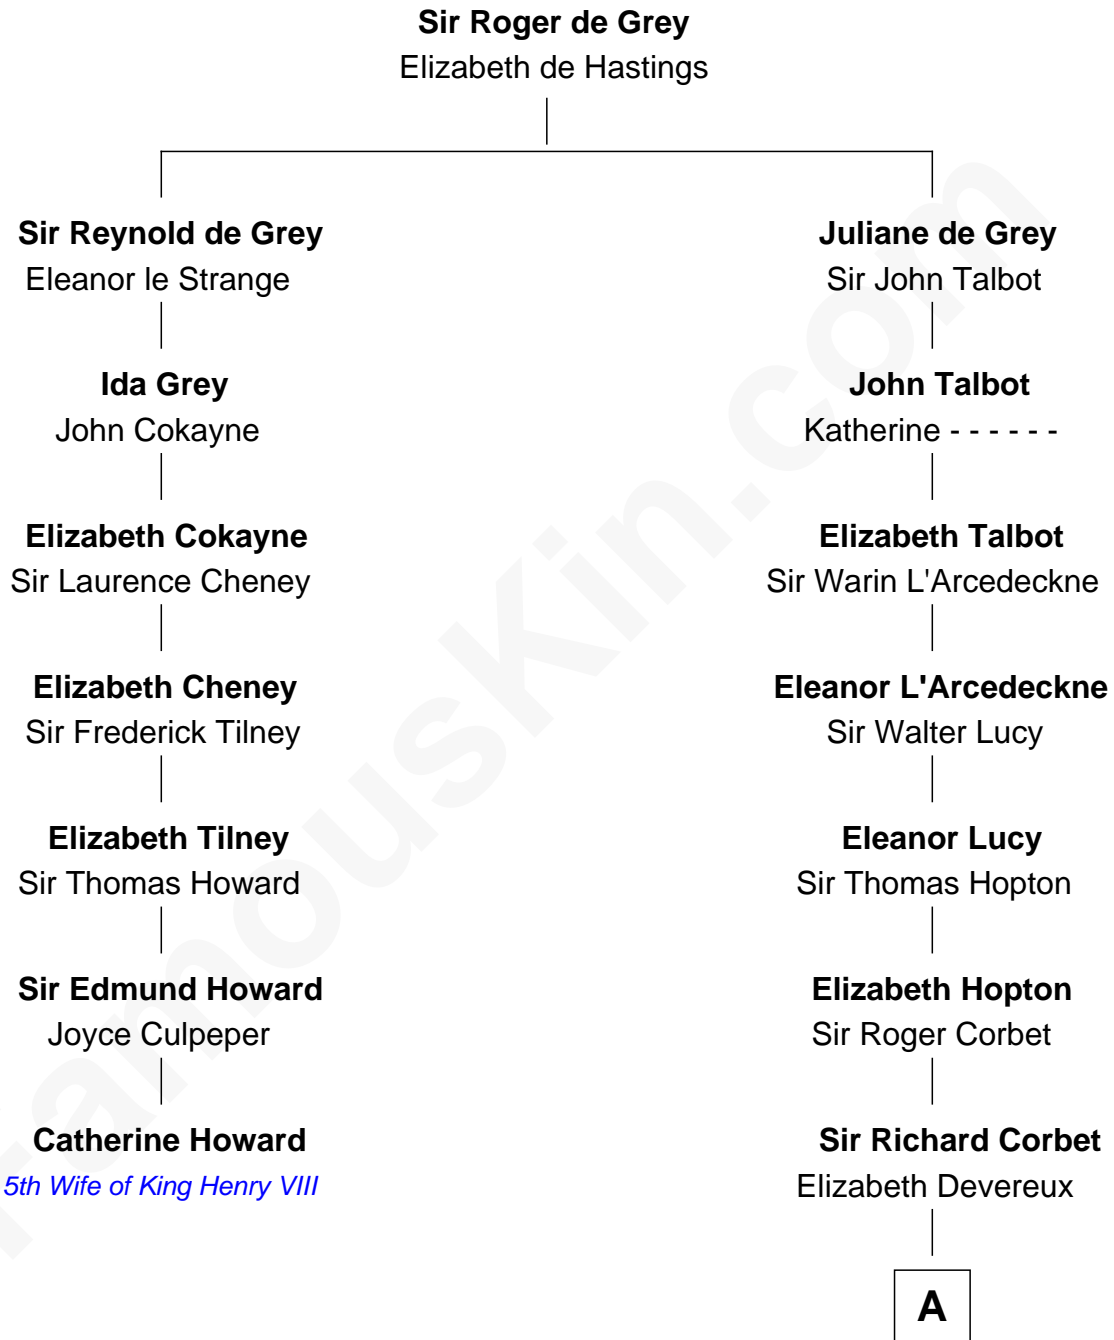 Sir Roger de Grey
Elizabeth de Hastings
Sir Reynold de Grey
Eleanor le Strange
Juliane de Grey
Sir John Talbot
Ida Grey
John Cokayne
John Talbot
Katherine - - - - - -
Elizabeth Cokayne
Sir Laurence Cheney
Elizabeth Talbot
Sir Warin L'Arcedeckne
Elizabeth Cheney
Sir Frederick Tilney
Eleanor L'Arcedeckne
Sir Walter Lucy
Elizabeth Tilney
Sir Thomas Howard
Eleanor Lucy
Sir Thomas Hopton
Sir Edmund Howard
Joyce Culpeper
Elizabeth Hopton
Sir Roger Corbet
Catherine Howard
5th Wife of King Henry VIII
Sir Richard Corbet
Elizabeth Devereux
A
FamousKin.com